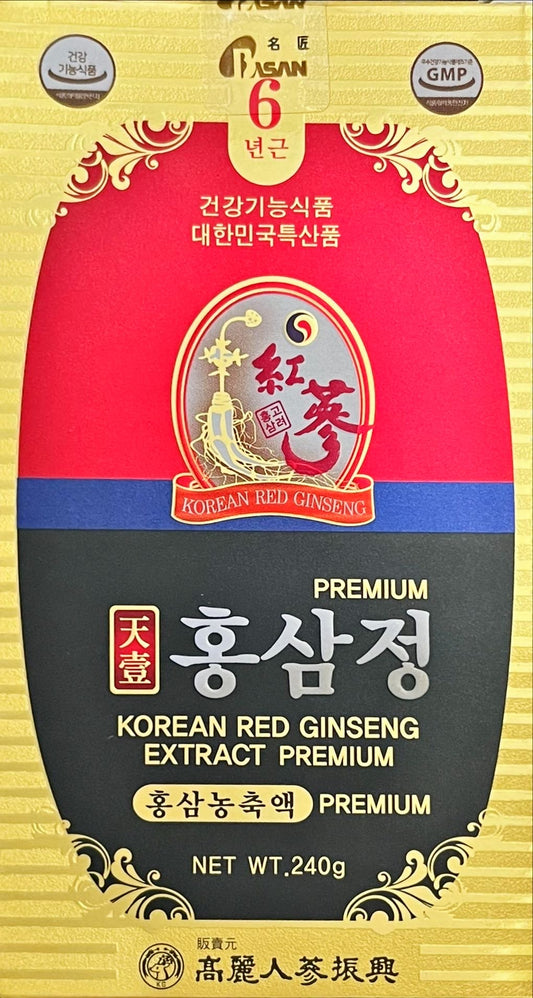 名匠
BASAN
건강
기능식품
GMP
6
년근
건강기능식품
대한민국특산품
紅蔘
고려
홍삼
KOREAN RED GINSENG
PREMIUM
天壹 홍삼정
KOREAN RED GINSENG
EXTRACT PREMIUM
홍삼농축액 PREMIUM
NET WT.240g
販賣元
高麗人蔘振興